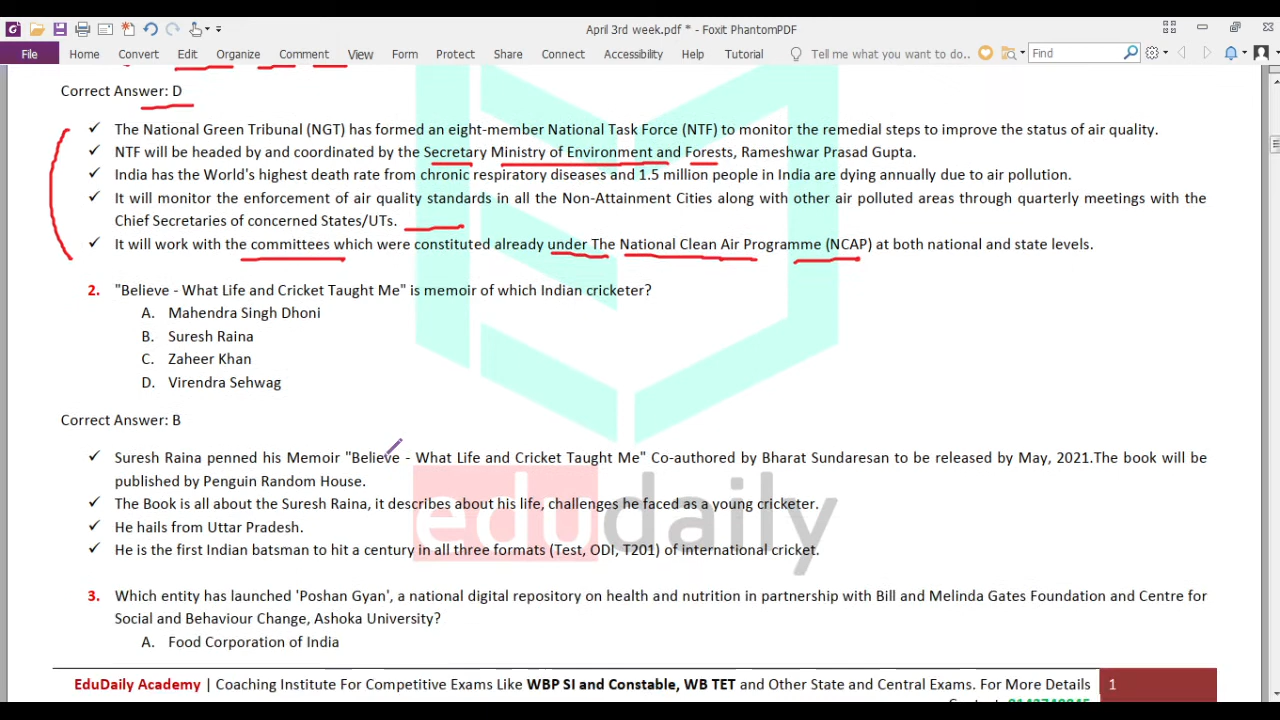 April 3rd week.pdf * - Foxit PhantomPDF
File Home Convert Edit Organize Comment View Form Protect Share Connect Accessibility Help Tutorial Tell me what you want to do.. Find
Correct Answer: D
✓ The National Green Tribunal (NGT) has formed an eight-member National Task Force (NTF) to monitor the remedial steps to improve the status of air quality.
✓ NTF will be headed by and coordinated by the Secretary Ministry of Environment and Forests, Rameshwar Prasad Gupta.
✓ India has the World's highest death rate from chronic respiratory diseases and 1.5 million people in India are dying annually due to air pollution.
✓ It will monitor the enforcement of air quality standards in all the Non-Attainment Cities along with other air polluted areas through quarterly meetings with the
Chief Secretaries of concerned States/UTs.
✓ It will work with the committees which were constituted already under The National Clean Air Programme (NCAP) at both national and state levels.
2. "Believe - What Life and Cricket Taught Me" is memoir of which Indian cricketer?
A. Mahendra Singh Dhoni
B. Suresh Raina
C. Zaheer Khan
D. Virendra Sehwag
Correct Answer: B
✓ Suresh Raina penned his Memoir "Believe - What Life and Cricket Taught Me" Co-authored by Bharat Sundaresan to be released by May, 2021.The book will be
published by Penguin Random House.
✓ The Book is all about the Suresh Raina, it describes about his life, challenges he faced as a young cricketer.
✓ He hails from Uttar Pradesh.
✓ He is the first Indian batsman to hit a century in all three formats (Test, ODI, T201) of international cricket.
edudaily
3. Which entity has launched 'Poshan Gyan', a national digital repository on health and nutrition in partnership with Bill and Melinda Gates Foundation and Centre for
Social and Behaviour Change, Ashoka University?
A. Food Corporation of India
EduDaily Academy | Coaching Institute For Competitive Exams Like WBP SI and Constable, WB TET and Other State and Central Exams. For More Details 1